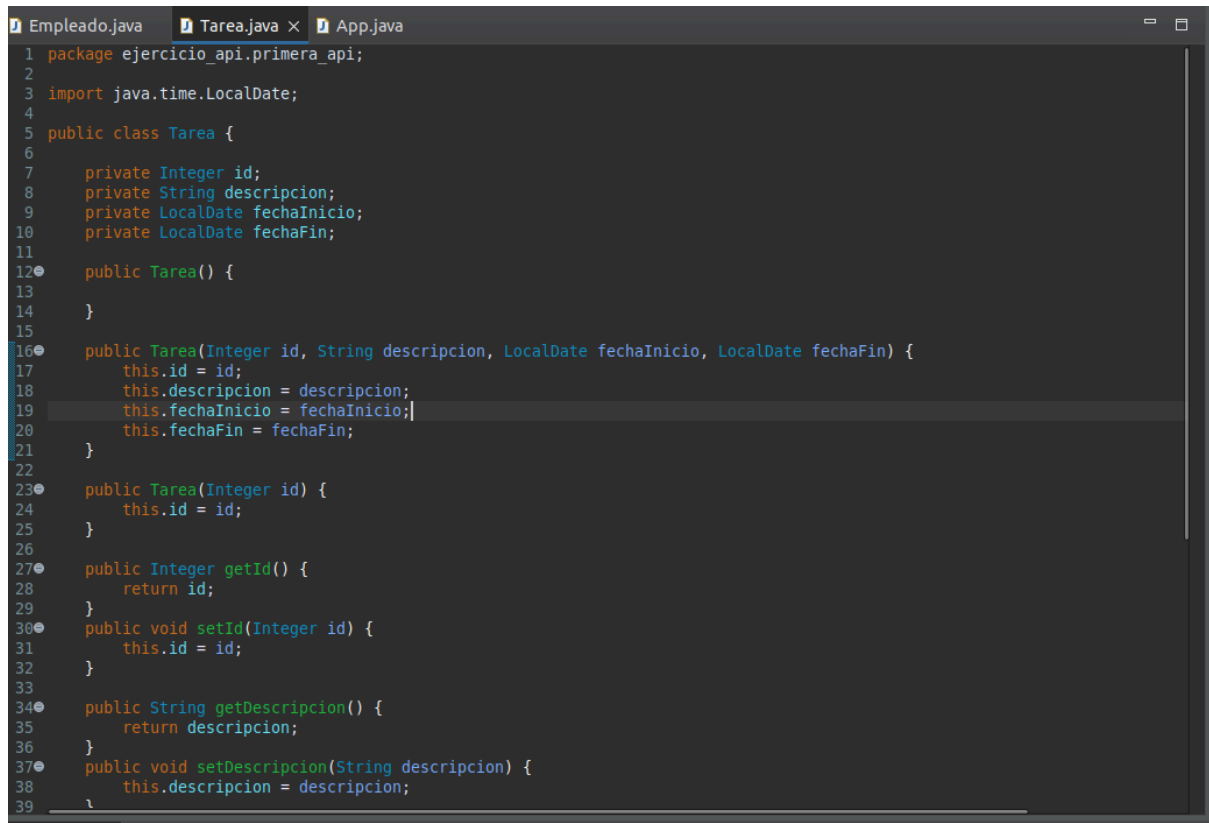 Empleado.java Tarea.java × App.java
1 package ejercicio_api.primera_api;
2
3 import java.time.LocalDate;
4
5 public class Tarea {
6
7     private Integer id;
8     private String descripcion;
9     private LocalDate fechaInicio;
10     private LocalDate fechaFin;
11
12     public Tarea() {
13
14     }
15
16     public Tarea(Integer id, String descripcion, LocalDate fechaInicio, LocalDate fechaFin) {
17         this.id = id;
18         this.descripcion = descripcion;
19         this.fechaInicio = fechaInicio;
20         this.fechaFin = fechaFin;
21     }
22
23     public Tarea(Integer id) {
24         this.id = id;
25     }
26
27     public Integer getId() {
28         return id;
29     }
30     public void setId(Integer id) {
31         this.id = id;
32     }
33
34     public String getDescripcion() {
35         return descripcion;
36     }
37     public void setDescripcion(String descripcion) {
38         this.descripcion = descripcion;
39     }